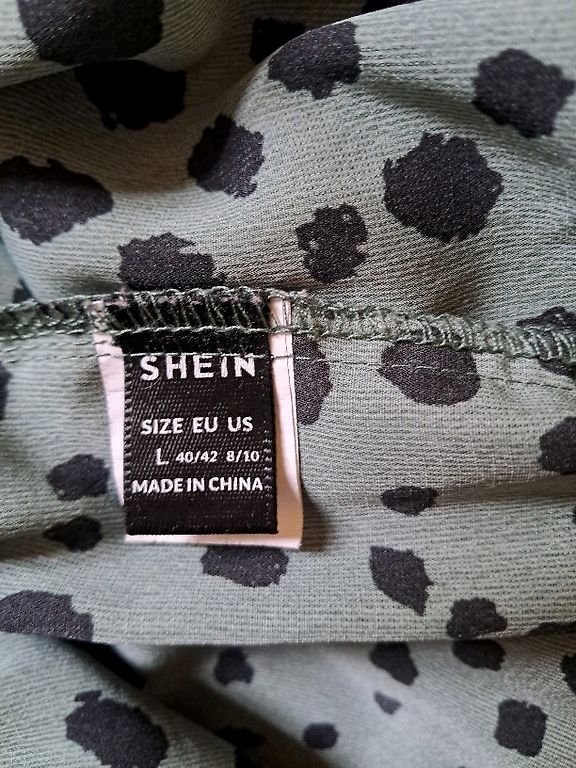 SHEIN
SIZE EU US
L 40/42 8/10
MADE IN CHINA